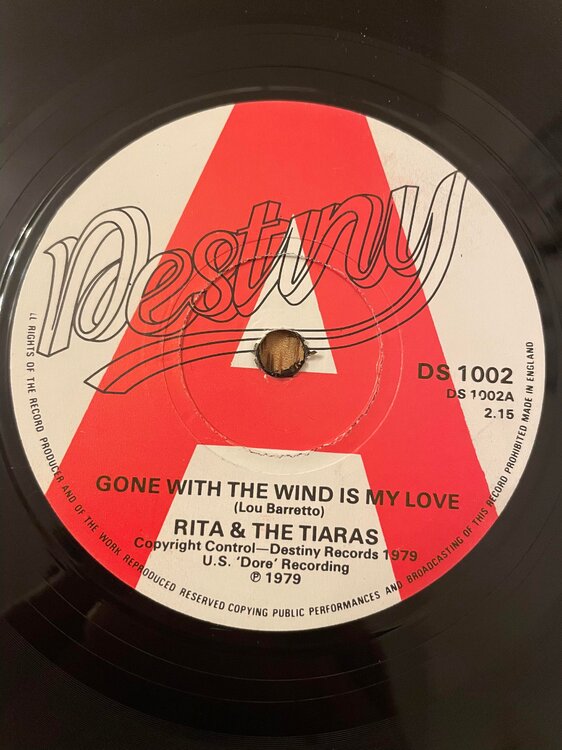 Destiny
A
DS 1002
DS 1002A
2.15
GONE WITH THE WIND IS MY LOVE
(Lou Barretto)
RITA & THE TIARAS
Copyright Control—Destiny Records 1979
U.S. 'Dore' Recording
℗ 1979
LL RIGHTS OF THE RECORD PRODUCER AND OF THE WORK REPRODUCED RESERVED COPYING PUBLIC PERFORMANCES AND BROADCASTING OF THIS RECORD PROHIBITED MADE IN ENGLAND